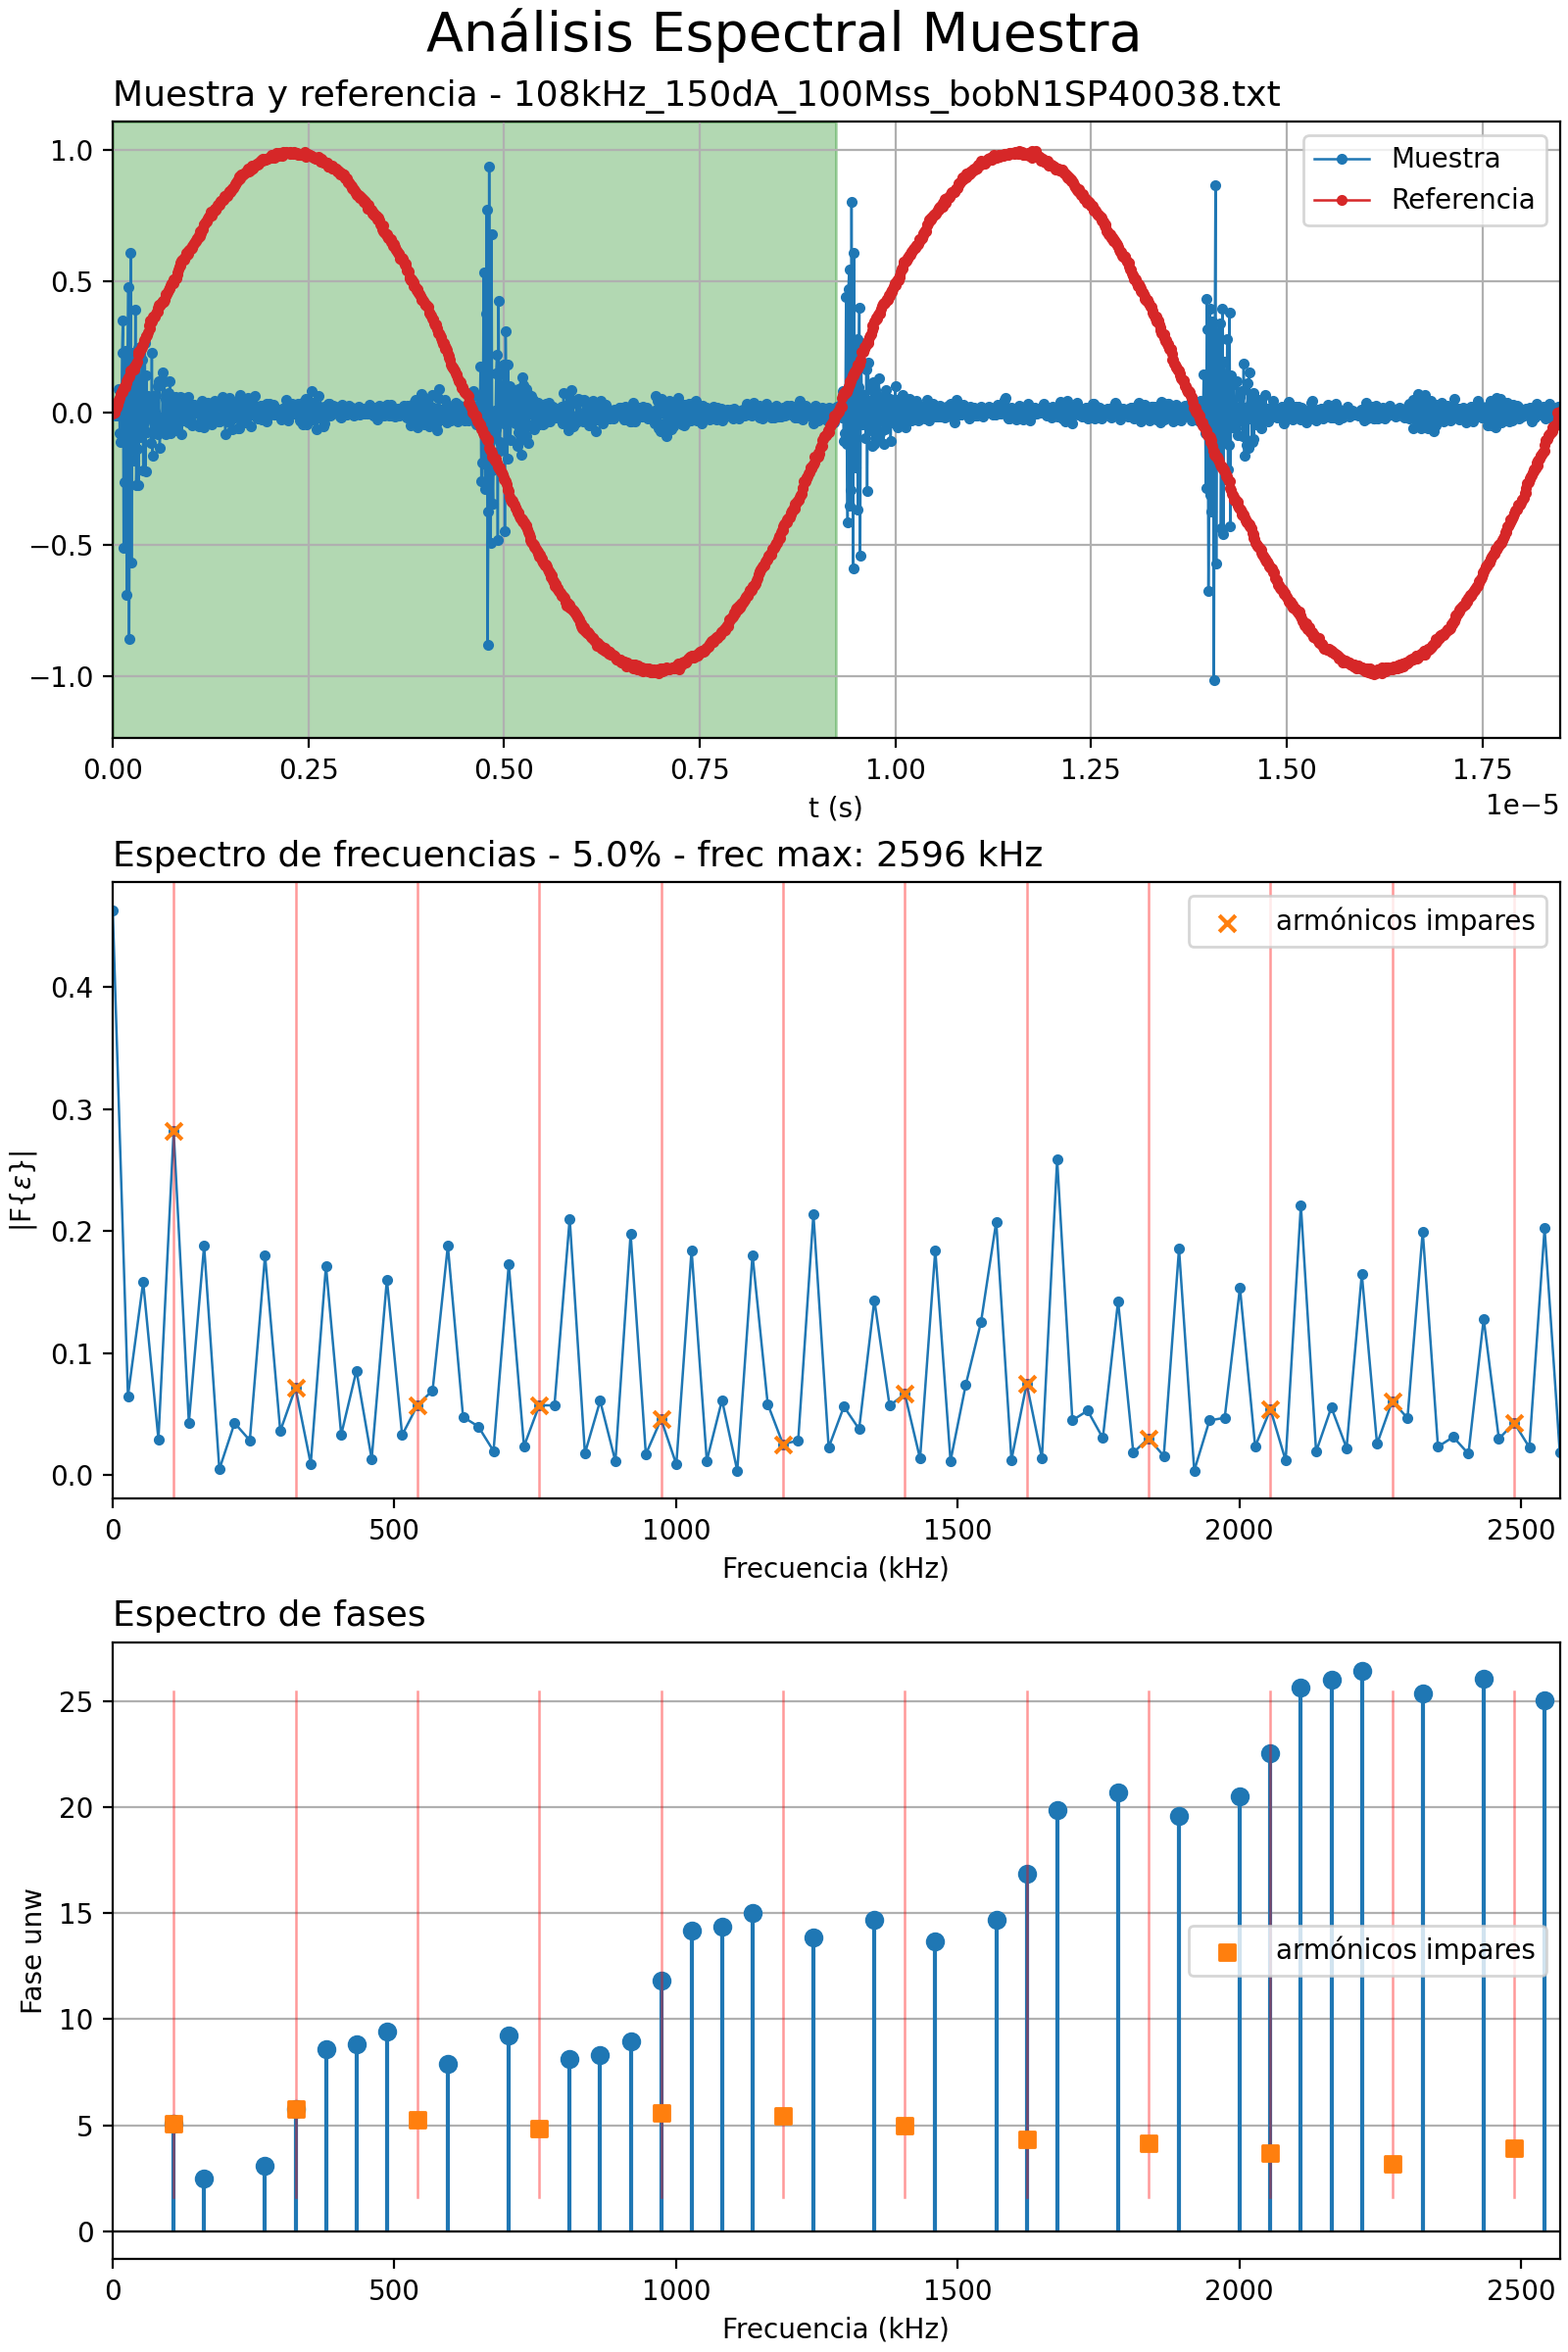 Análisis Espectral Muestra
Muestra y referencia - 108kHz_150dA_100Mss_bobN1SP40038.txt
1.0
0.5
0.0
−0.5
−1.0
Muestra
Referencia
0.00 0.25 0.50 0.75 1.00 1.25 1.50 1.75
t (s)
1e−5
Espectro de frecuencias - 5.0% - frec max: 2596 kHz
|F{ε}|
0.4
0.3
0.2
0.1
0.0
armónicos impares
0 500 1000 1500 2000 2500
Frecuencia (kHz)
Espectro de fases
Fase unw
25
20
15
10
5
0
armónicos impares
0 500 1000 1500 2000 2500
Frecuencia (kHz)